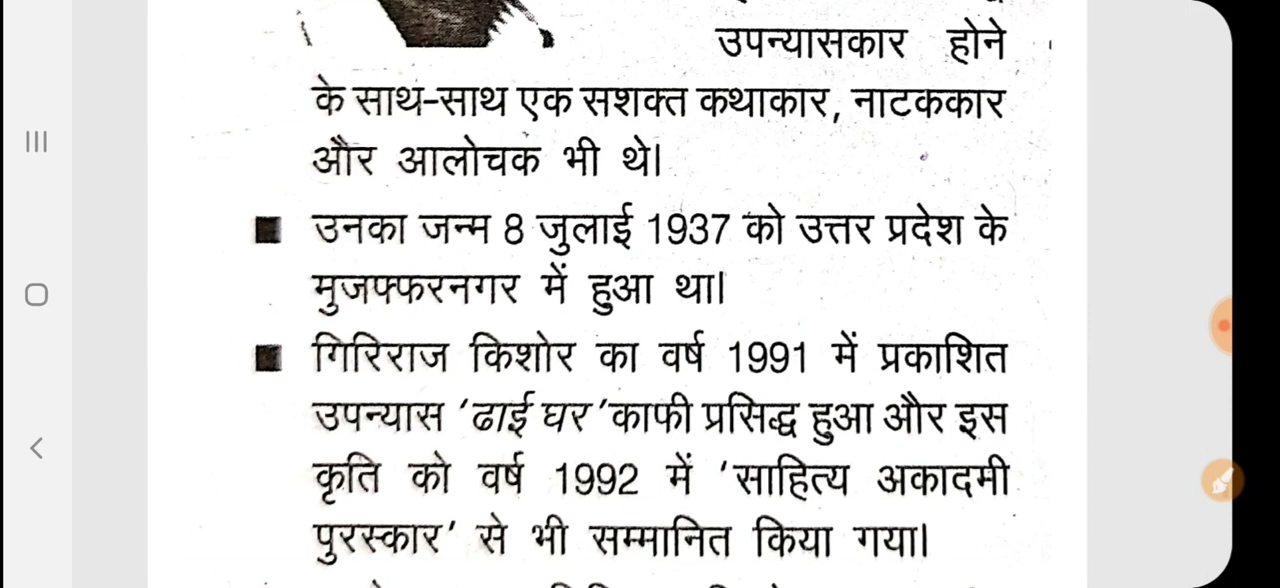 उपन्यासकार होने
के साथ-साथ एक सशक्त कथाकार, नाटककार
और आलोचक भी थे।
■ उनका जन्म 8 जुलाई 1937 को उत्तर प्रदेश के
मुजफ्फरनगर में हुआ था।
■ गिरिराज किशोर का वर्ष 1991 में प्रकाशित
उपन्यास ‘ढाई घर’ काफी प्रसिद्ध हुआ और इस
कृति को वर्ष 1992 में ‘साहित्य अकादमी
पुरस्कार’ से भी सम्मानित किया गया।